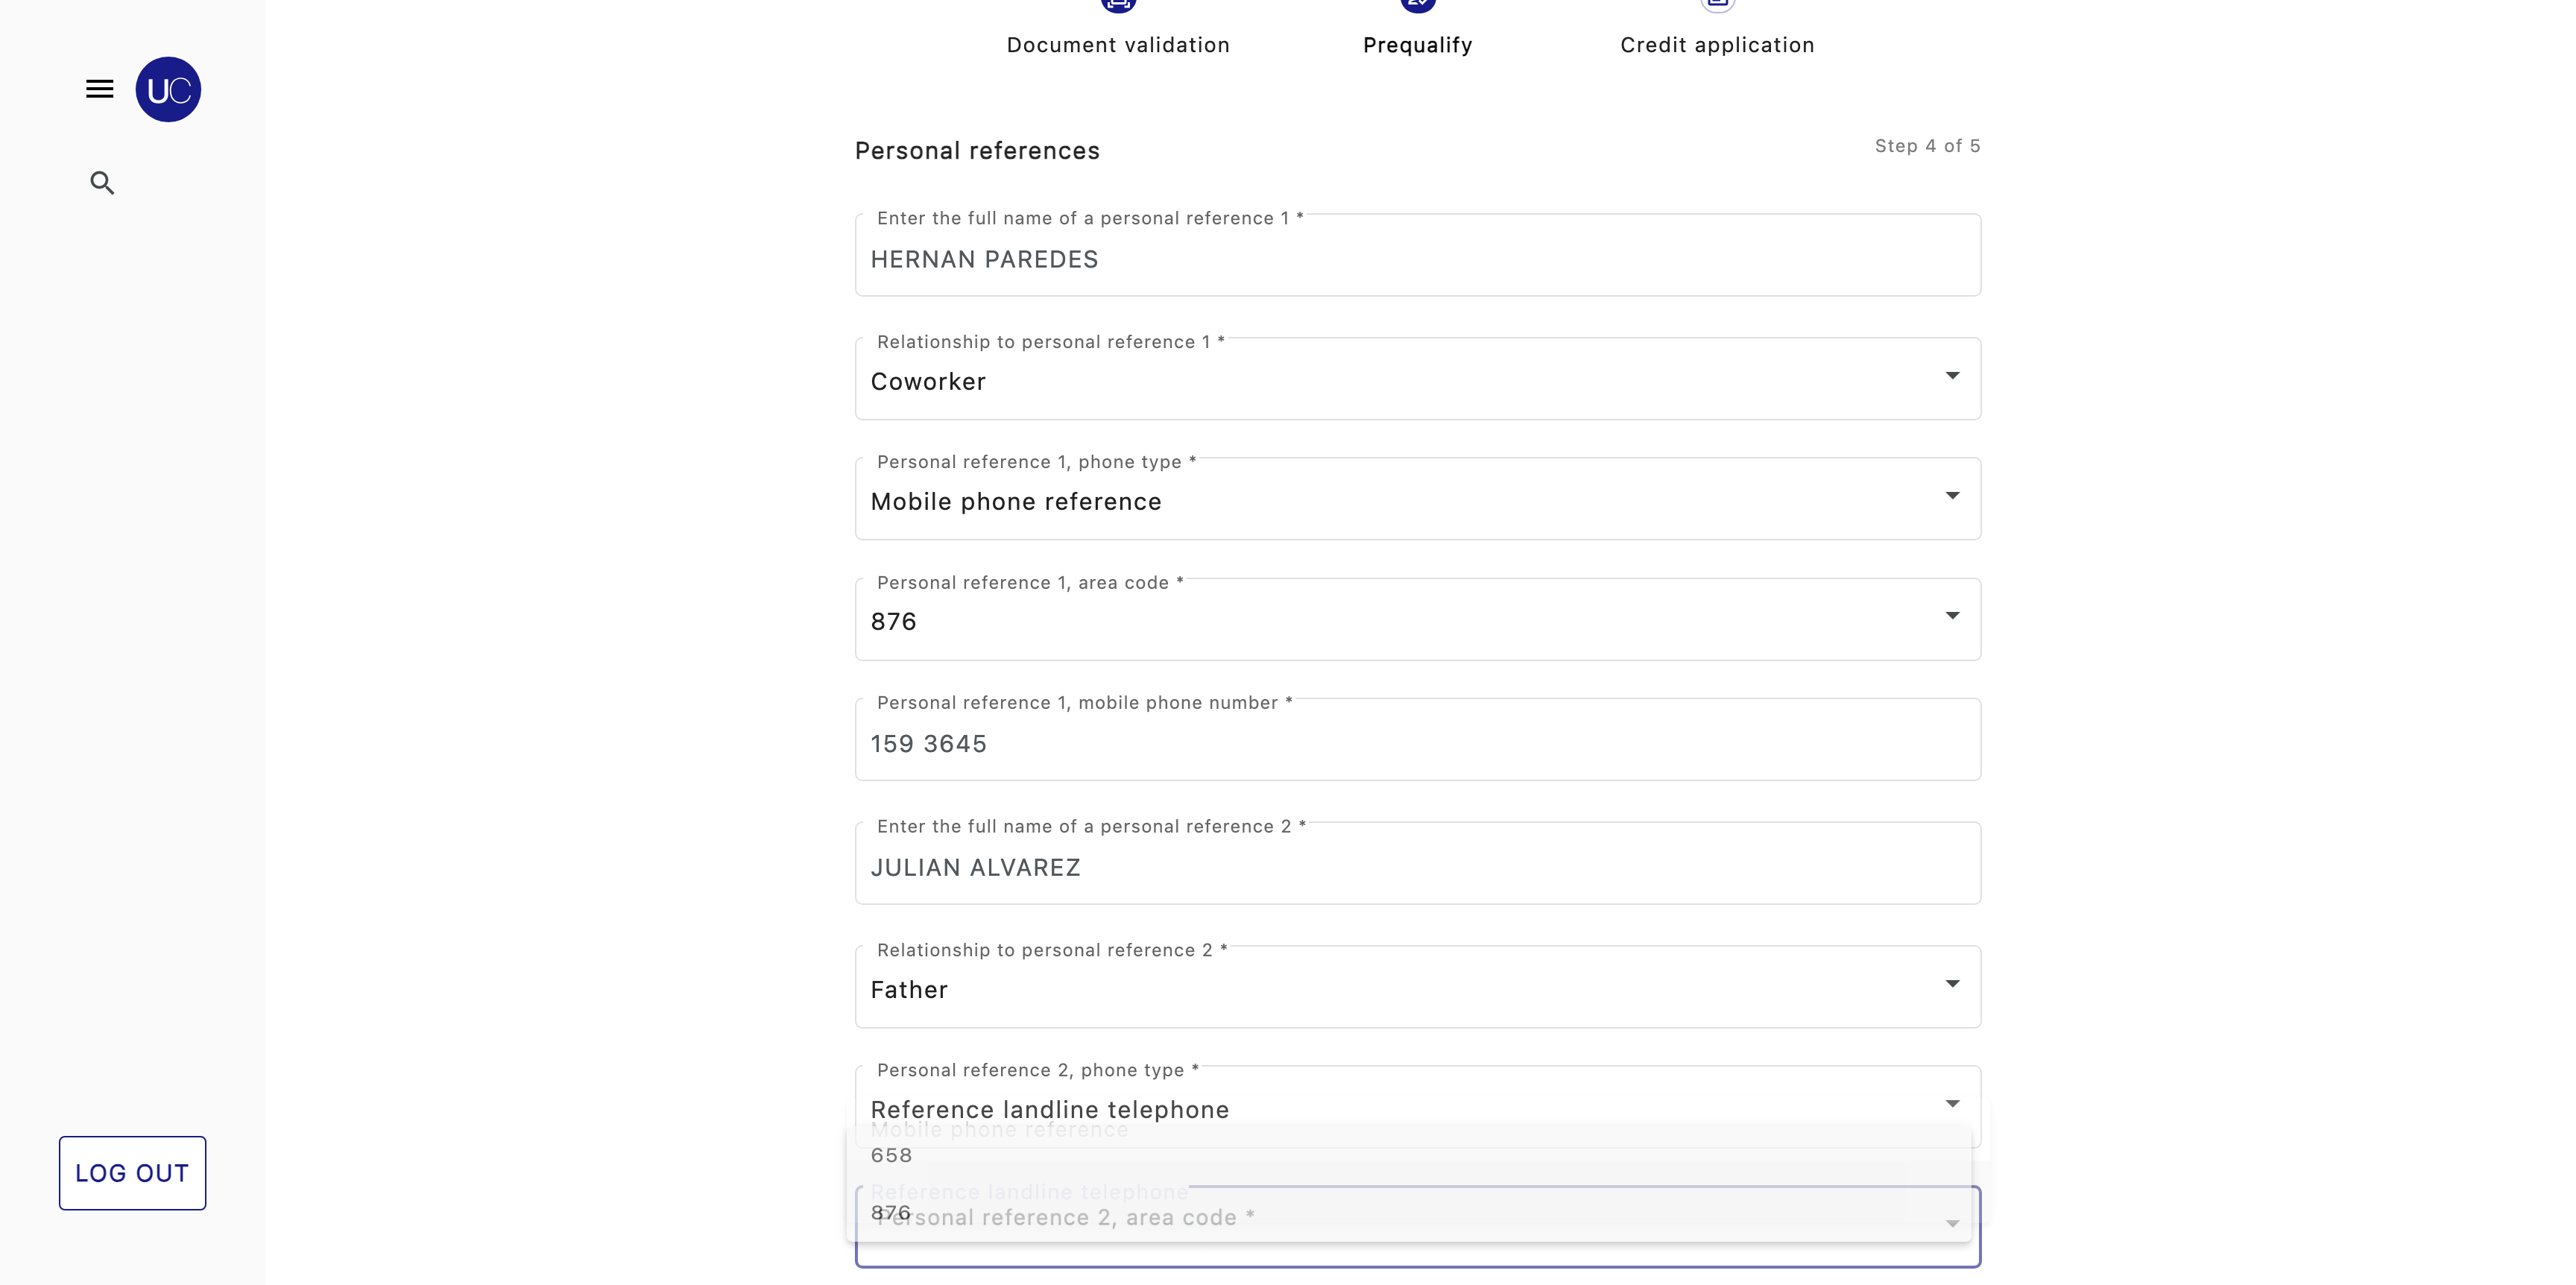 Document validation
Prequalify
Credit application
UC
Personal references
Step 4 of 5
Enter the full name of a personal reference 1 *
HERNAN PAREDES
Relationship to personal reference 1 *
Coworker
Personal reference 1, phone type *
Mobile phone reference
Personal reference 1, area code *
876
Personal reference 1, mobile phone number *
159 3645
Enter the full name of a personal reference 2 *
JULIAN ALVAREZ
Relationship to personal reference 2 *
Father
Personal reference 2, phone type *
Reference landline telephone
Mobile phone reference
658
Reference landline telephone
876
Personal reference 2, area code *
LOG OUT